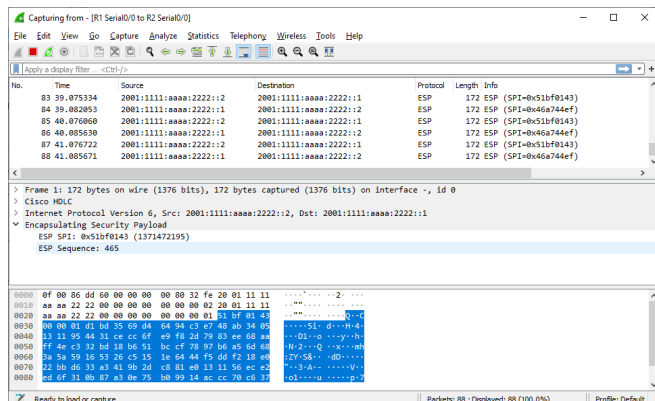 Capturing from - [R1 Serial0/0 to R2 Serial0/0]
File Edit View Go Capture Analyze Statistics Telephony Wireless Tools Help
Apply a display filter ... <Ctrl-/>
No. Time Source Destination Protocol Length Info
83 39.075334 2001:1111:aaaa:2222::2 2001:1111:aaaa:2222::1 ESP 172 ESP (SPI=0x51bf0143)
84 39.082053 2001:1111:aaaa:2222::1 2001:1111:aaaa:2222::2 ESP 172 ESP (SPI=0x46a744ef)
85 40.076060 2001:1111:aaaa:2222::2 2001:1111:aaaa:2222::1 ESP 172 ESP (SPI=0x51bf0143)
86 40.085630 2001:1111:aaaa:2222::1 2001:1111:aaaa:2222::2 ESP 172 ESP (SPI=0x46a744ef)
87 41.076722 2001:1111:aaaa:2222::2 2001:1111:aaaa:2222::1 ESP 172 ESP (SPI=0x51bf0143)
88 41.085671 2001:1111:aaaa:2222::1 2001:1111:aaaa:2222::2 ESP 172 ESP (SPI=0x46a744ef)
Frame 1: 172 bytes on wire (1376 bits), 172 bytes captured (1376 bits) on interface -, id 0
Cisco HDLC
Internet Protocol Version 6, Src: 2001:1111:aaaa:2222::2, Dst: 2001:1111:aaaa:2222::1
Encapsulating Security Payload
ESP SPI: 0x51bf0143 (1371472195)
ESP Sequence: 465
0000 0f 00 86 dd 60 00 00 00 00 80 32 fe 20 01 11 11 ····`··· ··2· ···
0010 aa aa 22 22 00 00 00 00 00 00 00 02 20 01 11 11 ··""···· ···· ···
0020 aa aa 22 22 00 00 00 00 00 00 00 01 51 bf 01 43 ··""···· ····Q··C
0030 00 00 01 d1 bd 35 69 d4 64 94 c3 e7 48 ab 34 05 ·····5i· d···H·4·
0040 13 11 95 44 31 ce cc 6f e9 f8 2d 79 83 ee 68 aa ···D1··o ··-y··h·
0050 ff 4e c3 32 bd 18 b6 51 bc cf 78 97 b6 a5 6d 68 ·N·2···Q ··x···mh
0060 3a 5a 59 16 53 26 c5 15 1e 64 44 f5 dd f2 18 e0 :ZY·S&·· ·dD·····
0070 22 bb d6 33 a3 41 9b 2d c8 81 e0 13 11 56 ec e2 "··3·A·- ·····V··
0080 ed 6f 31 0b 87 a3 0e 75 b0 99 14 ac cc 70 c6 37 ·o1····u ·····p·7
Ready to load or capture Packets: 88 · Displayed: 88 (100.0%) Profile: Default